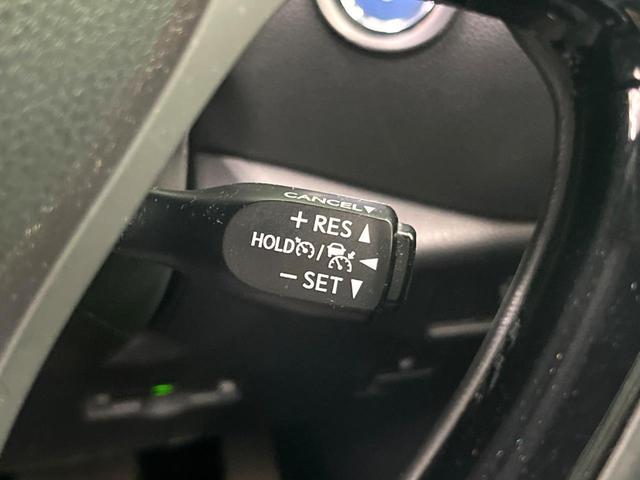 CANCEL▼
+ RES ▲
HOLD / ◀
− SET ▼